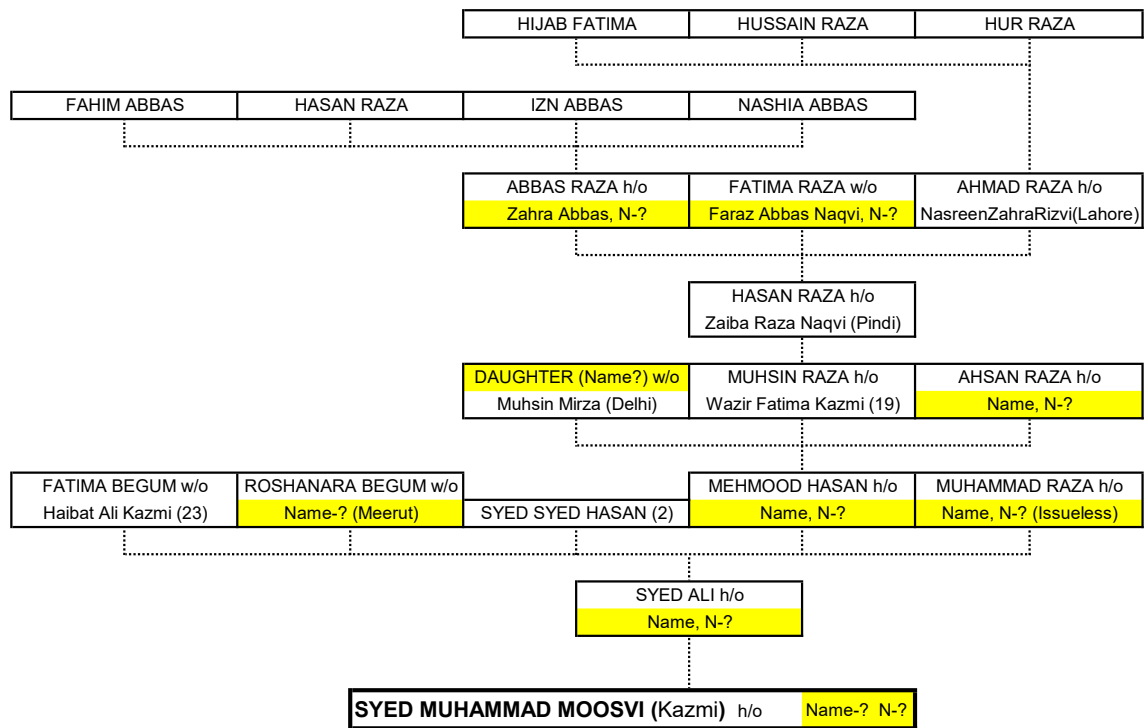 HIJAB FATIMA HUSSAIN RAZA HUR RAZA
FAHIM ABBAS HASAN RAZA IZN ABBAS NASHIA ABBAS
ABBAS RAZA h/o FATIMA RAZA w/o AHMAD RAZA h/o
Zahra Abbas, N-? Faraz Abbas Naqvi, N-? NasreenZahraRizvi(Lahore)
HASAN RAZA h/o
Zaiba Raza Naqvi (Pindi)
DAUGHTER (Name?) w/o MUHSIN RAZA h/o AHSAN RAZA h/o
Muhsin Mirza (Delhi) Wazir Fatima Kazmi (19) Name, N-?
FATIMA BEGUM w/o ROSHANARA BEGUM w/o MEHMOOD HASAN h/o MUHAMMAD RAZA h/o
Haibat Ali Kazmi (23) Name-? (Meerut) SYED SYED HASAN (2) Name, N-? Name, N-? (Issueless)
SYED ALI h/o
Name, N-?
SYED MUHAMMAD MOOSVI (Kazmi) h/o Name-? N-?